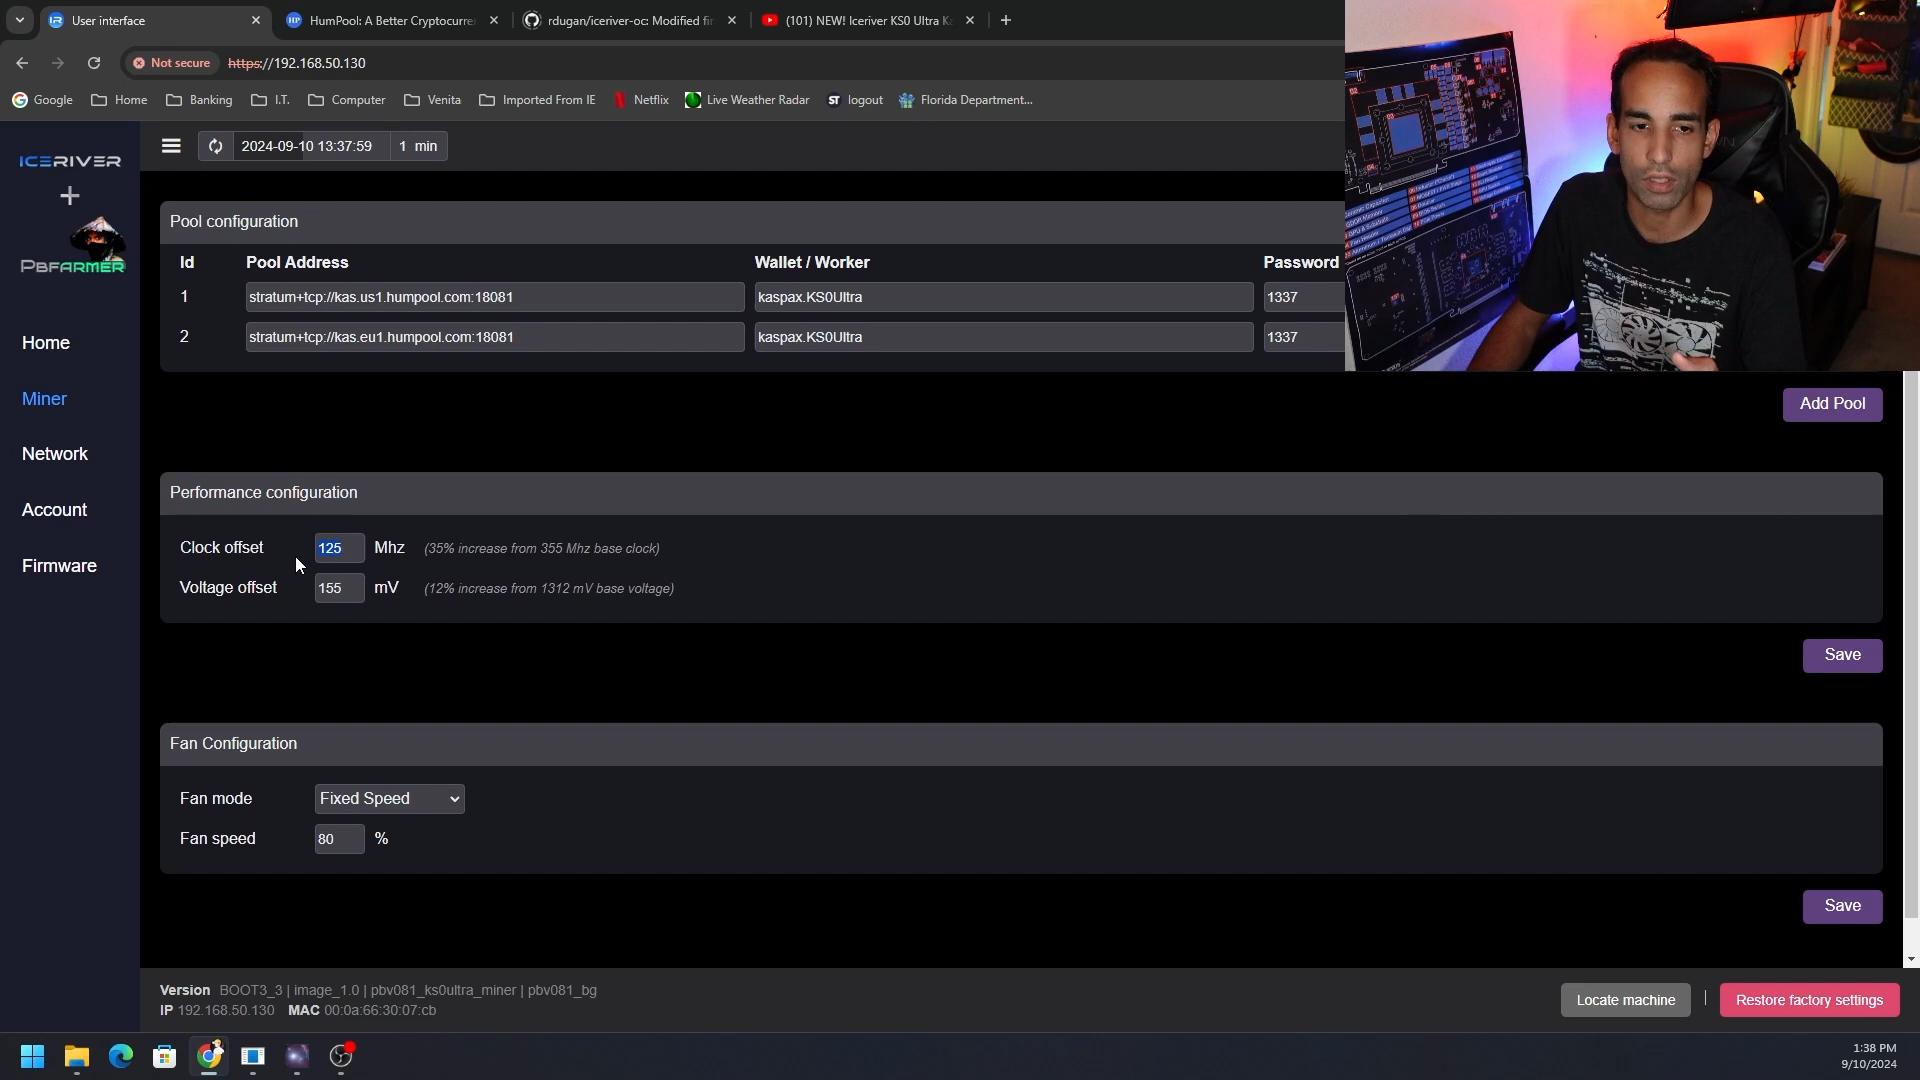 User interface
HumPool: A Better Cryptocurre
rdugan/iceriver-oc: Modified fir
(101) NEW! Iceriver KS0 Ultra K
Not secure
https://192.168.50.130
Google
Home
Banking
I.T.
Computer
Venita
Imported From IE
Netflix
Live Weather Radar
logout
Florida Department...
ICERIVER
+
PBFARMER
2024-09-10 13:37:59
1 min
Home
Miner
Network
Account
Firmware
Pool configuration
Id Pool Address Wallet / Worker Password
1 stratum+tcp://kas.us1.humpool.com:18081 kaspax.KS0Ultra 1337
2 stratum+tcp://kas.eu1.humpool.com:18081 kaspax.KS0Ultra 1337
Add Pool
Performance configuration
Clock offset 125 Mhz (35% increase from 355 Mhz base clock)
Voltage offset 155 mV (12% increase from 1312 mV base voltage)
Save
Fan Configuration
Fan mode Fixed Speed
Fan speed 80 %
Save
Version BOOT3_3 | image_1.0 | pbv081_ks0ultra_miner | pbv081_bg
IP 192.168.50.130 MAC 00:0a:66:30:07:cb
Locate machine
|
Restore factory settings
1:38 PM
9/10/2024